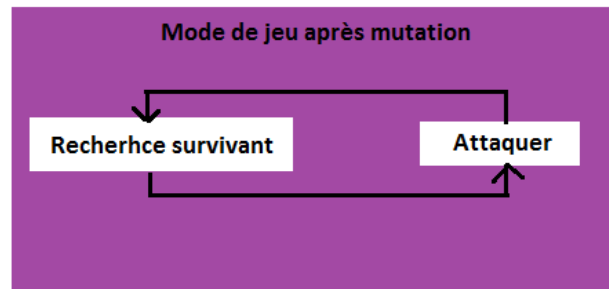 Mode de jeu après mutation
Recherhce survivant
Attaquer